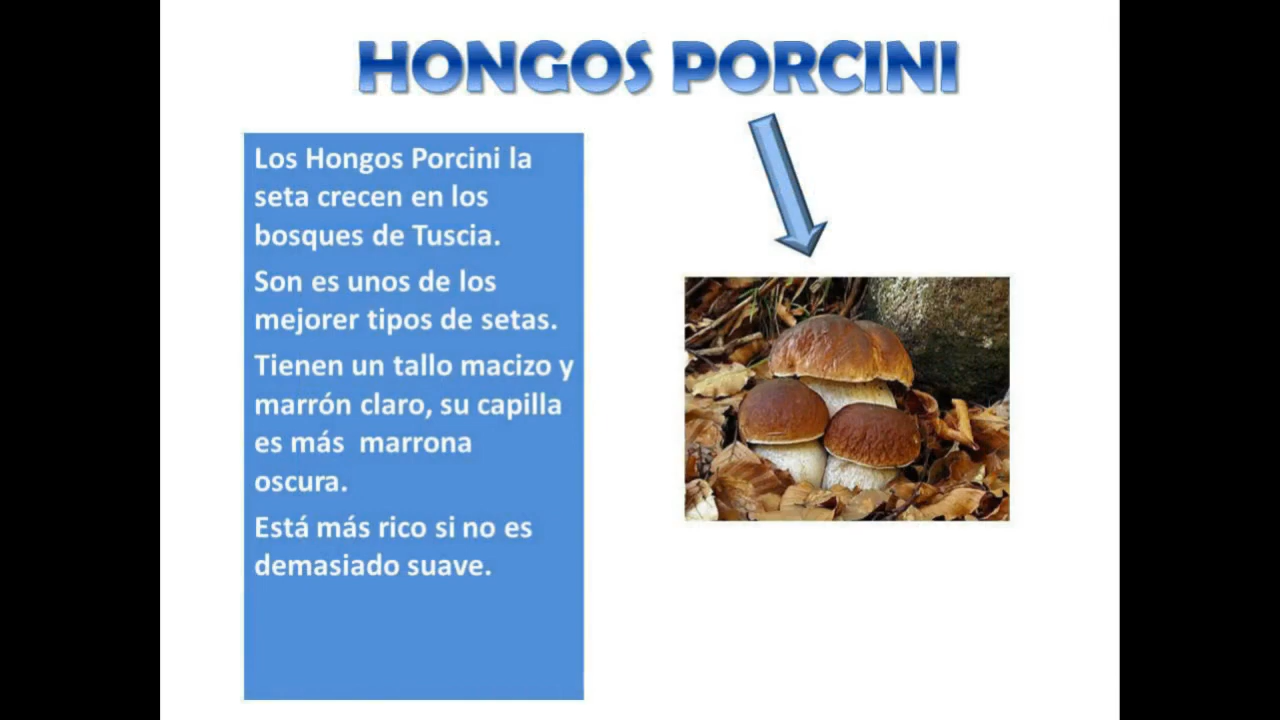 HONGOS PORCINI
Los Hongos Porcini la
seta crecen en los
bosques de Tuscia.
Son es unos de los
mejorer tipos de setas.
Tienen un tallo macizo y
marrón claro, su capilla
es más marrona
oscura.
Está más rico si no es
demasiado suave.